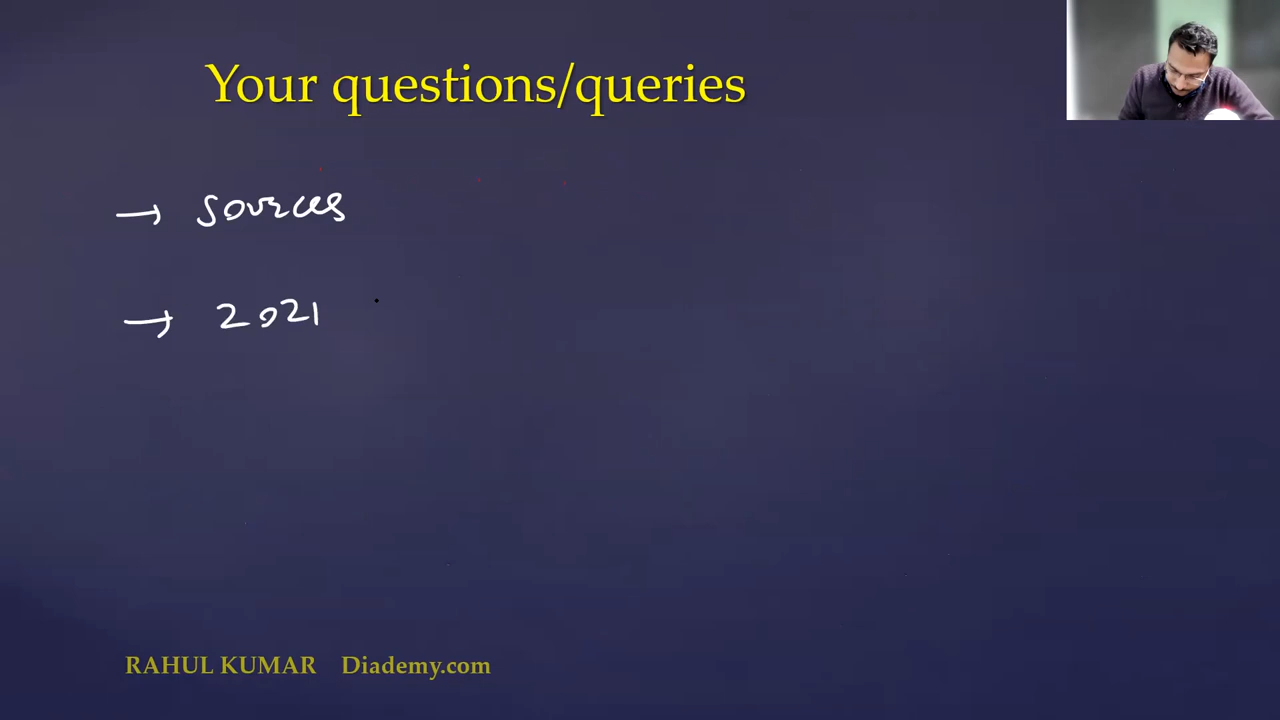 Your questions/queries
→ sources
→ 2021
RAHUL KUMAR Diademy.com